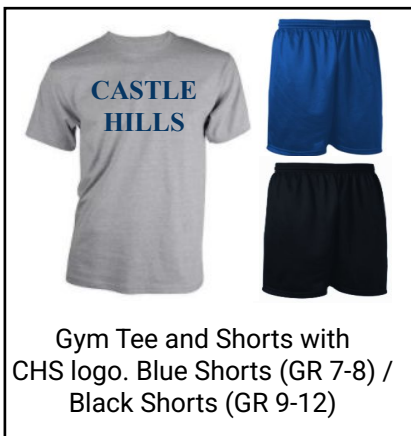 CASTLE
HILLS
Gym Tee and Shorts with
CHS logo. Blue Shorts (GR 7-8) /
Black Shorts (GR 9-12)